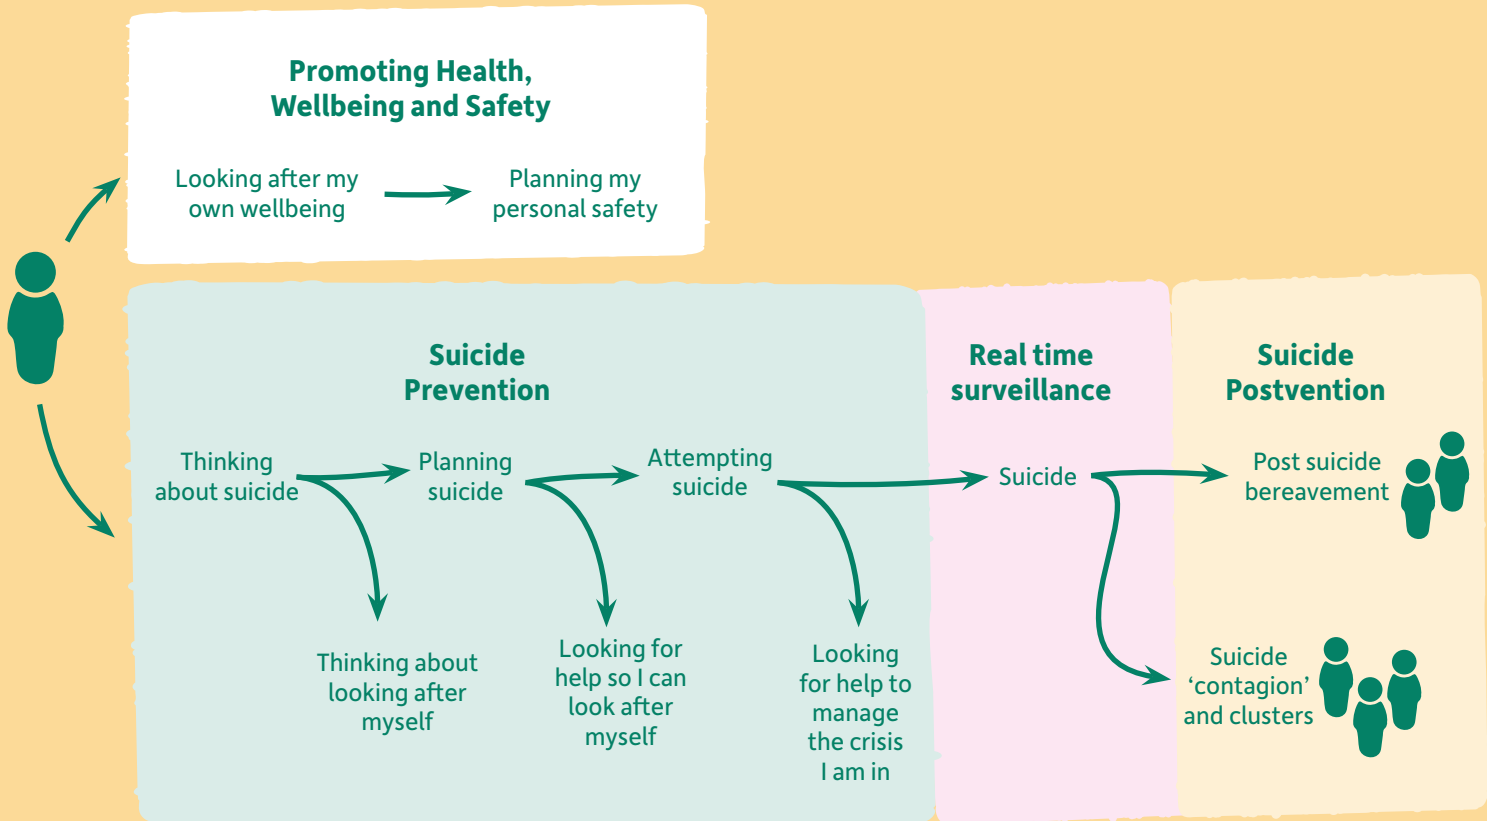 Promoting Health,
Wellbeing and Safety
Looking after my
own wellbeing
Planning my
personal safety
Suicide
Prevention
Thinking
about suicide
Planning
suicide
Attempting
suicide
Thinking about
looking after
myself
Looking for
help so I can
look after
myself
Looking
for help to
manage
the crisis
I am in
Real time
surveillance
Suicide
Suicide
Postvention
Post suicide
bereavement
Suicide
‘contagion’
and clusters